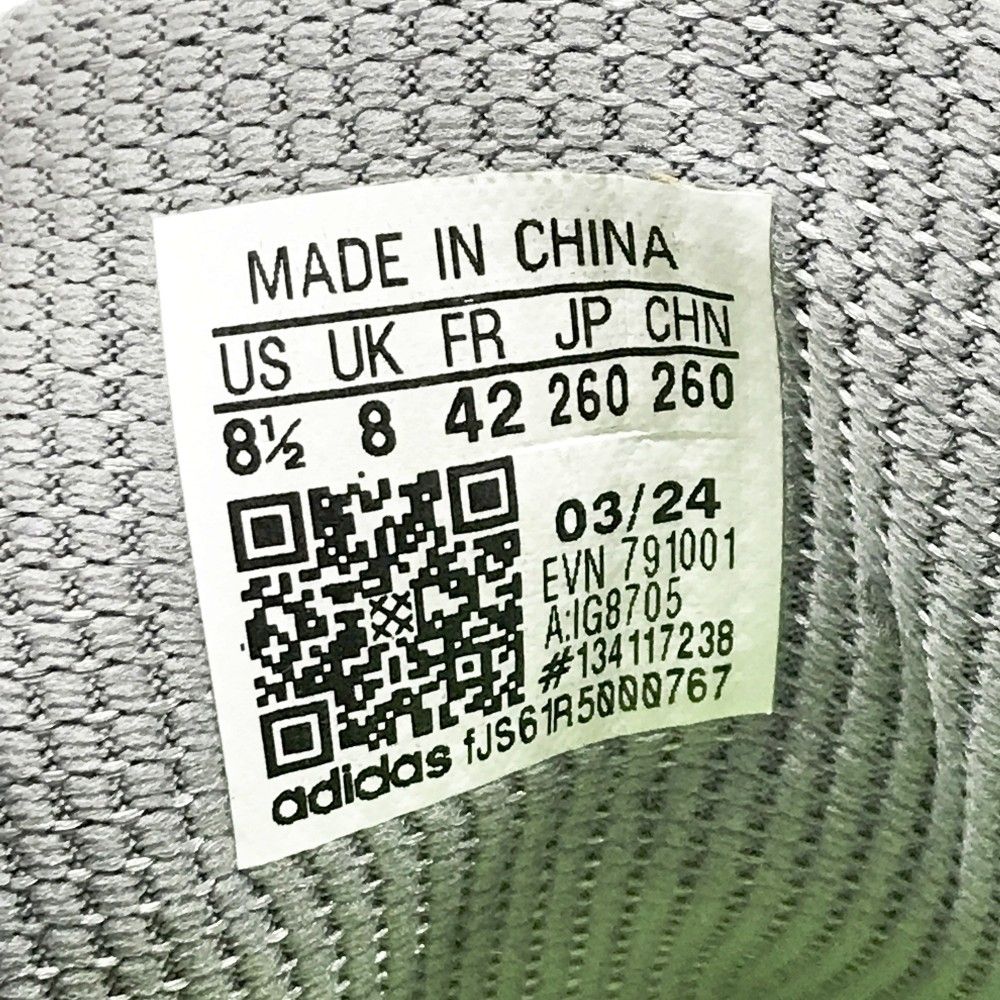 MADE IN CHINA
US UK FR JP CHN
8½ 8 42 260 260
03/24
EVN 791001
A:IG8705
#134117238
adidas fJS61R5000767